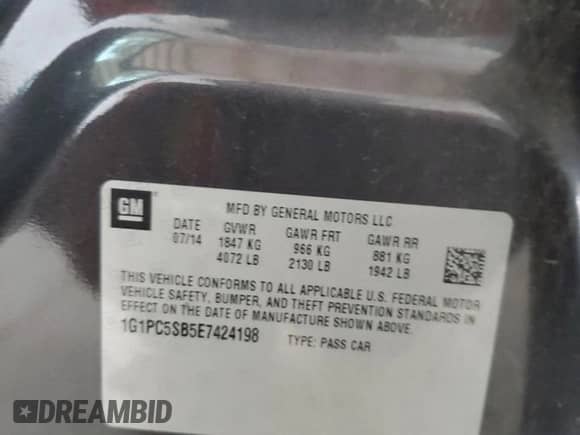 GM
MFD BY GENERAL MOTORS LLC
DATE GVWR GAWR FRT GAWR RR
07/14 1847 KG 966 KG 881 KG
4072 LB 2130 LB 1942 LB
THIS VEHICLE CONFORMS TO ALL APPLICABLE U.S. FEDERAL MOTOR
VEHICLE SAFETY, BUMPER, AND THEFT PREVENTION STANDARDS IN
EFFECT ON THE DATE OF MANUFACTURE SHOWN ABOVE.
1G1PC5SB5E7424198 TYPE: PASS CAR
DREAMBID